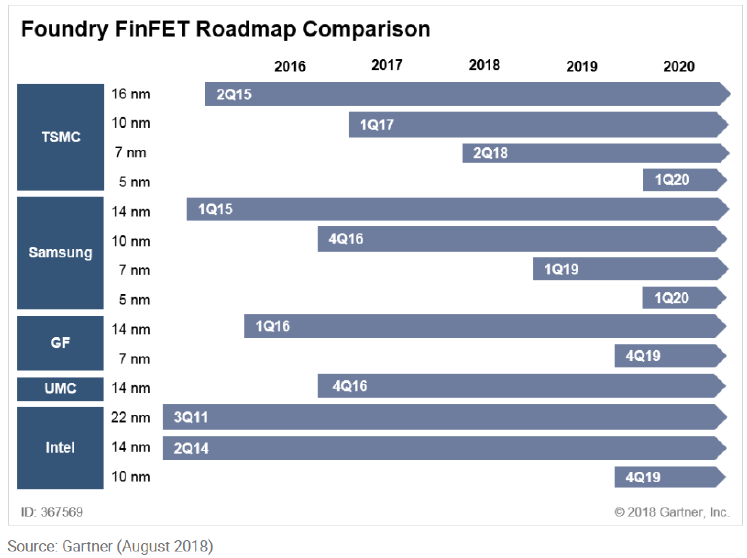 Foundry FinFET Roadmap Comparison
2016 2017 2018 2019 2020
TSMC
16 nm 2Q15
10 nm 1Q17
7 nm 2Q18
5 nm 1Q20
Samsung
14 nm 1Q15
10 nm 4Q16
7 nm 1Q19
5 nm 1Q20
GF
14 nm 1Q16
7 nm 4Q19
UMC
14 nm 4Q16
Intel
22 nm 3Q11
14 nm 2Q14
10 nm 4Q19
ID: 367569 © 2018 Gartner, Inc.
Source: Gartner (August 2018)